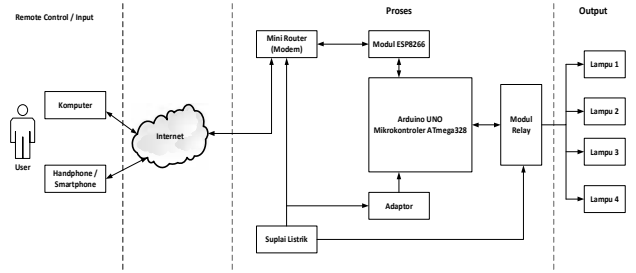 Remote Control / Input
Proses
Output
Komputer
User
Handphone /
Smartphone
Internet
Mini Router
(Modem)
Modul ESP8266
Arduino UNO
Mikrokontroler ATmega328
Modul
Relay
Adaptor
Suplai Listrik
Lampu 1
Lampu 2
Lampu 3
Lampu 4